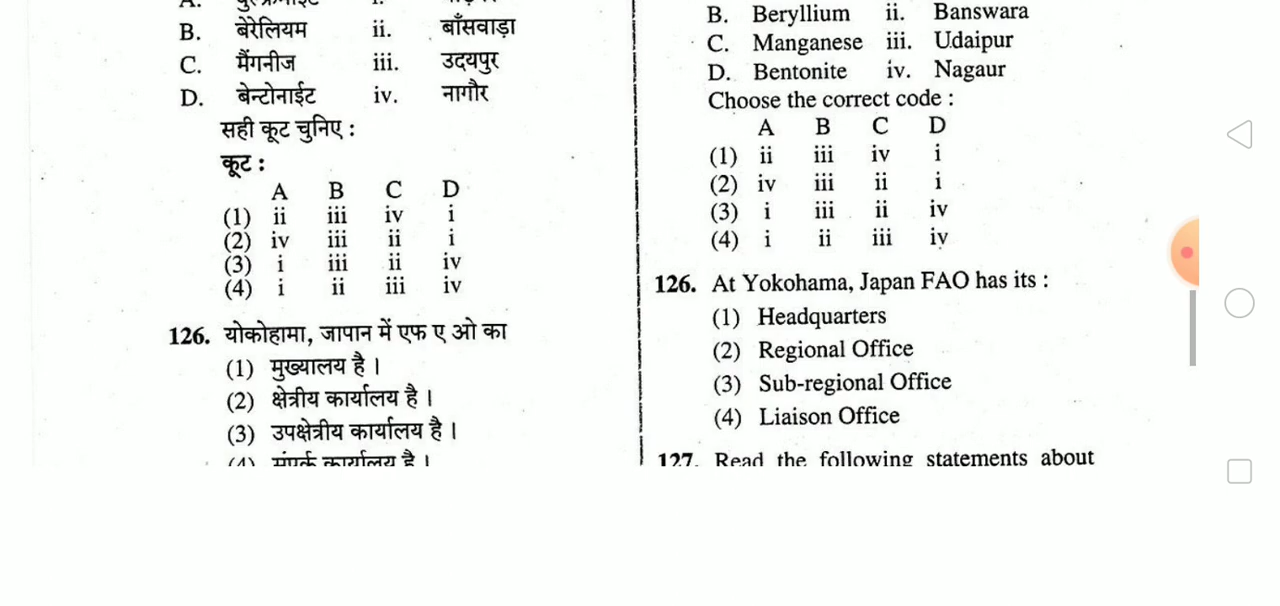 B. बेरेलियम ii. बाँसवाड़ा
C. मैंगनीज iii. उदयपुर
D. बेन्टोनाईट iv. नागौर
सही कूट चुनिए :
कूट :
A B C D
(1) ii iii iv i
(2) iv iii ii i
(3) i iii ii iv
(4) i ii iii iv
126. योकोहामा, जापान में एफ ए ओ का
(1) मुख्यालय है ।
(2) क्षेत्रीय कार्यालय है ।
(3) उपक्षेत्रीय कार्यालय है ।
(4) संपर्क कार्यालय है ।
B. Beryllium ii. Banswara
C. Manganese iii. Udaipur
D. Bentonite iv. Nagaur
Choose the correct code :
A B C D
(1) ii iii iv i
(2) iv iii ii i
(3) i iii ii iv
(4) i ii iii iv
126. At Yokohama, Japan FAO has its :
(1) Headquarters
(2) Regional Office
(3) Sub-regional Office
(4) Liaison Office
127. Read the following statements about